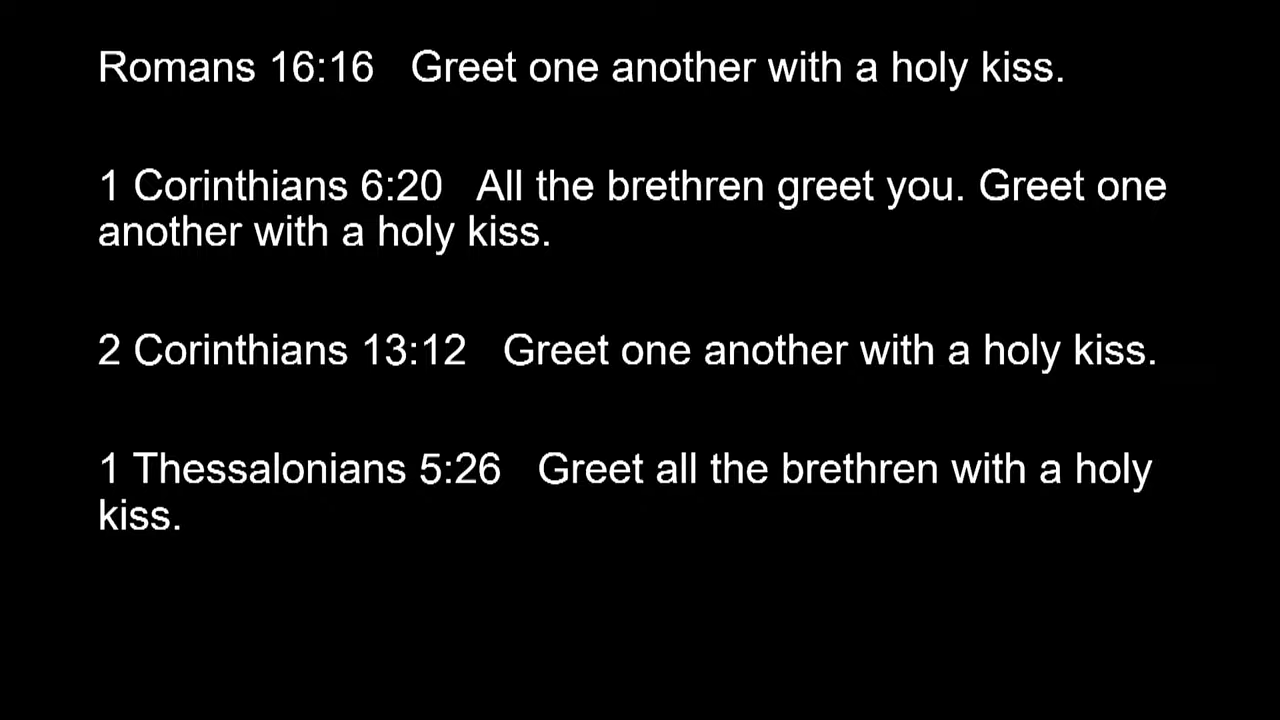 Romans 16:16   Greet one another with a holy kiss.
1 Corinthians 6:20   All the brethren greet you. Greet one
another with a holy kiss.
2 Corinthians 13:12   Greet one another with a holy kiss.
1 Thessalonians 5:26   Greet all the brethren with a holy
kiss.